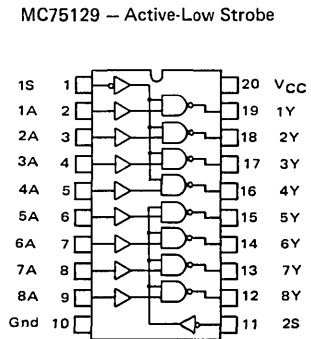 MC75129 — Active-Low Strobe
1S 1 20 VCC
1A 2 19 1Y
2A 3 18 2Y
3A 4 17 3Y
4A 5 16 4Y
5A 6 15 5Y
6A 7 14 6Y
7A 8 13 7Y
8A 9 12 8Y
Gnd 10 11 2S